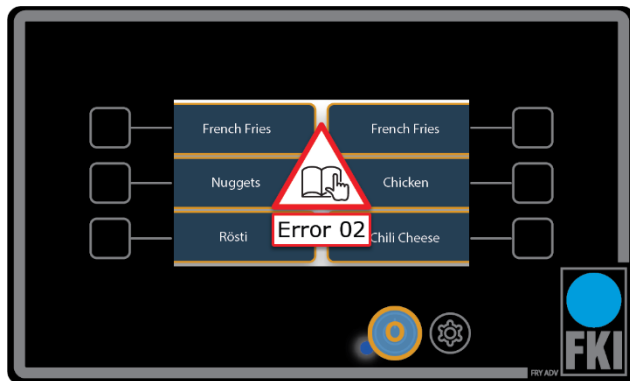 French Fries
French Fries
Nuggets
Chicken
Rösti
Error 02
Chili Cheese
FKI
FRY ADV